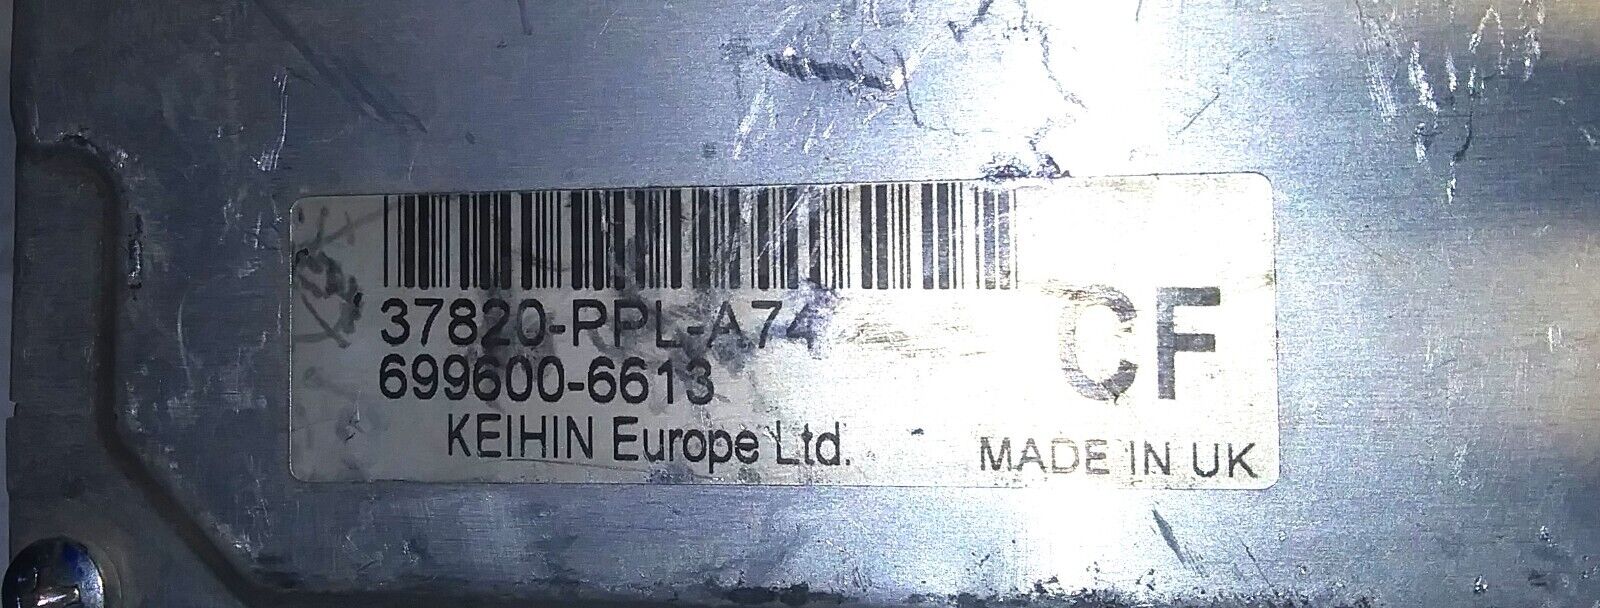 37820-PPL-A74
699600-6613
CF
KEIHIN Europe Ltd.
MADE IN UK